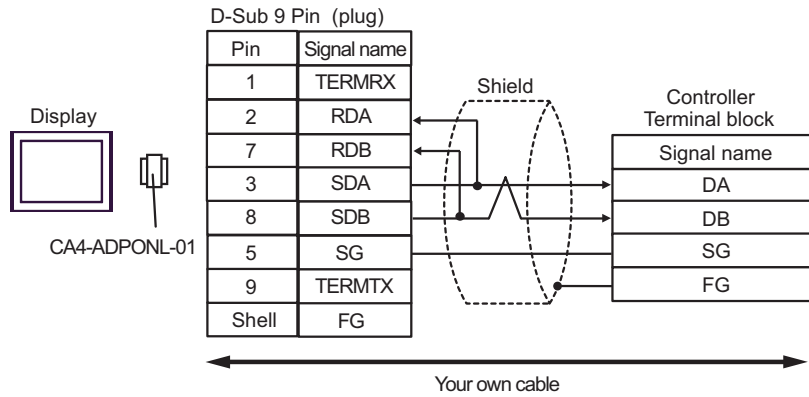 D-Sub 9 Pin (plug)
Pin Signal name
1 TERMRX
2 RDA
7 RDB
3 SDA
8 SDB
5 SG
9 TERMTX
Shell FG
Display
CA4-ADPONL-01
Shield
Controller
Terminal block
Signal name
DA
DB
SG
FG
Your own cable